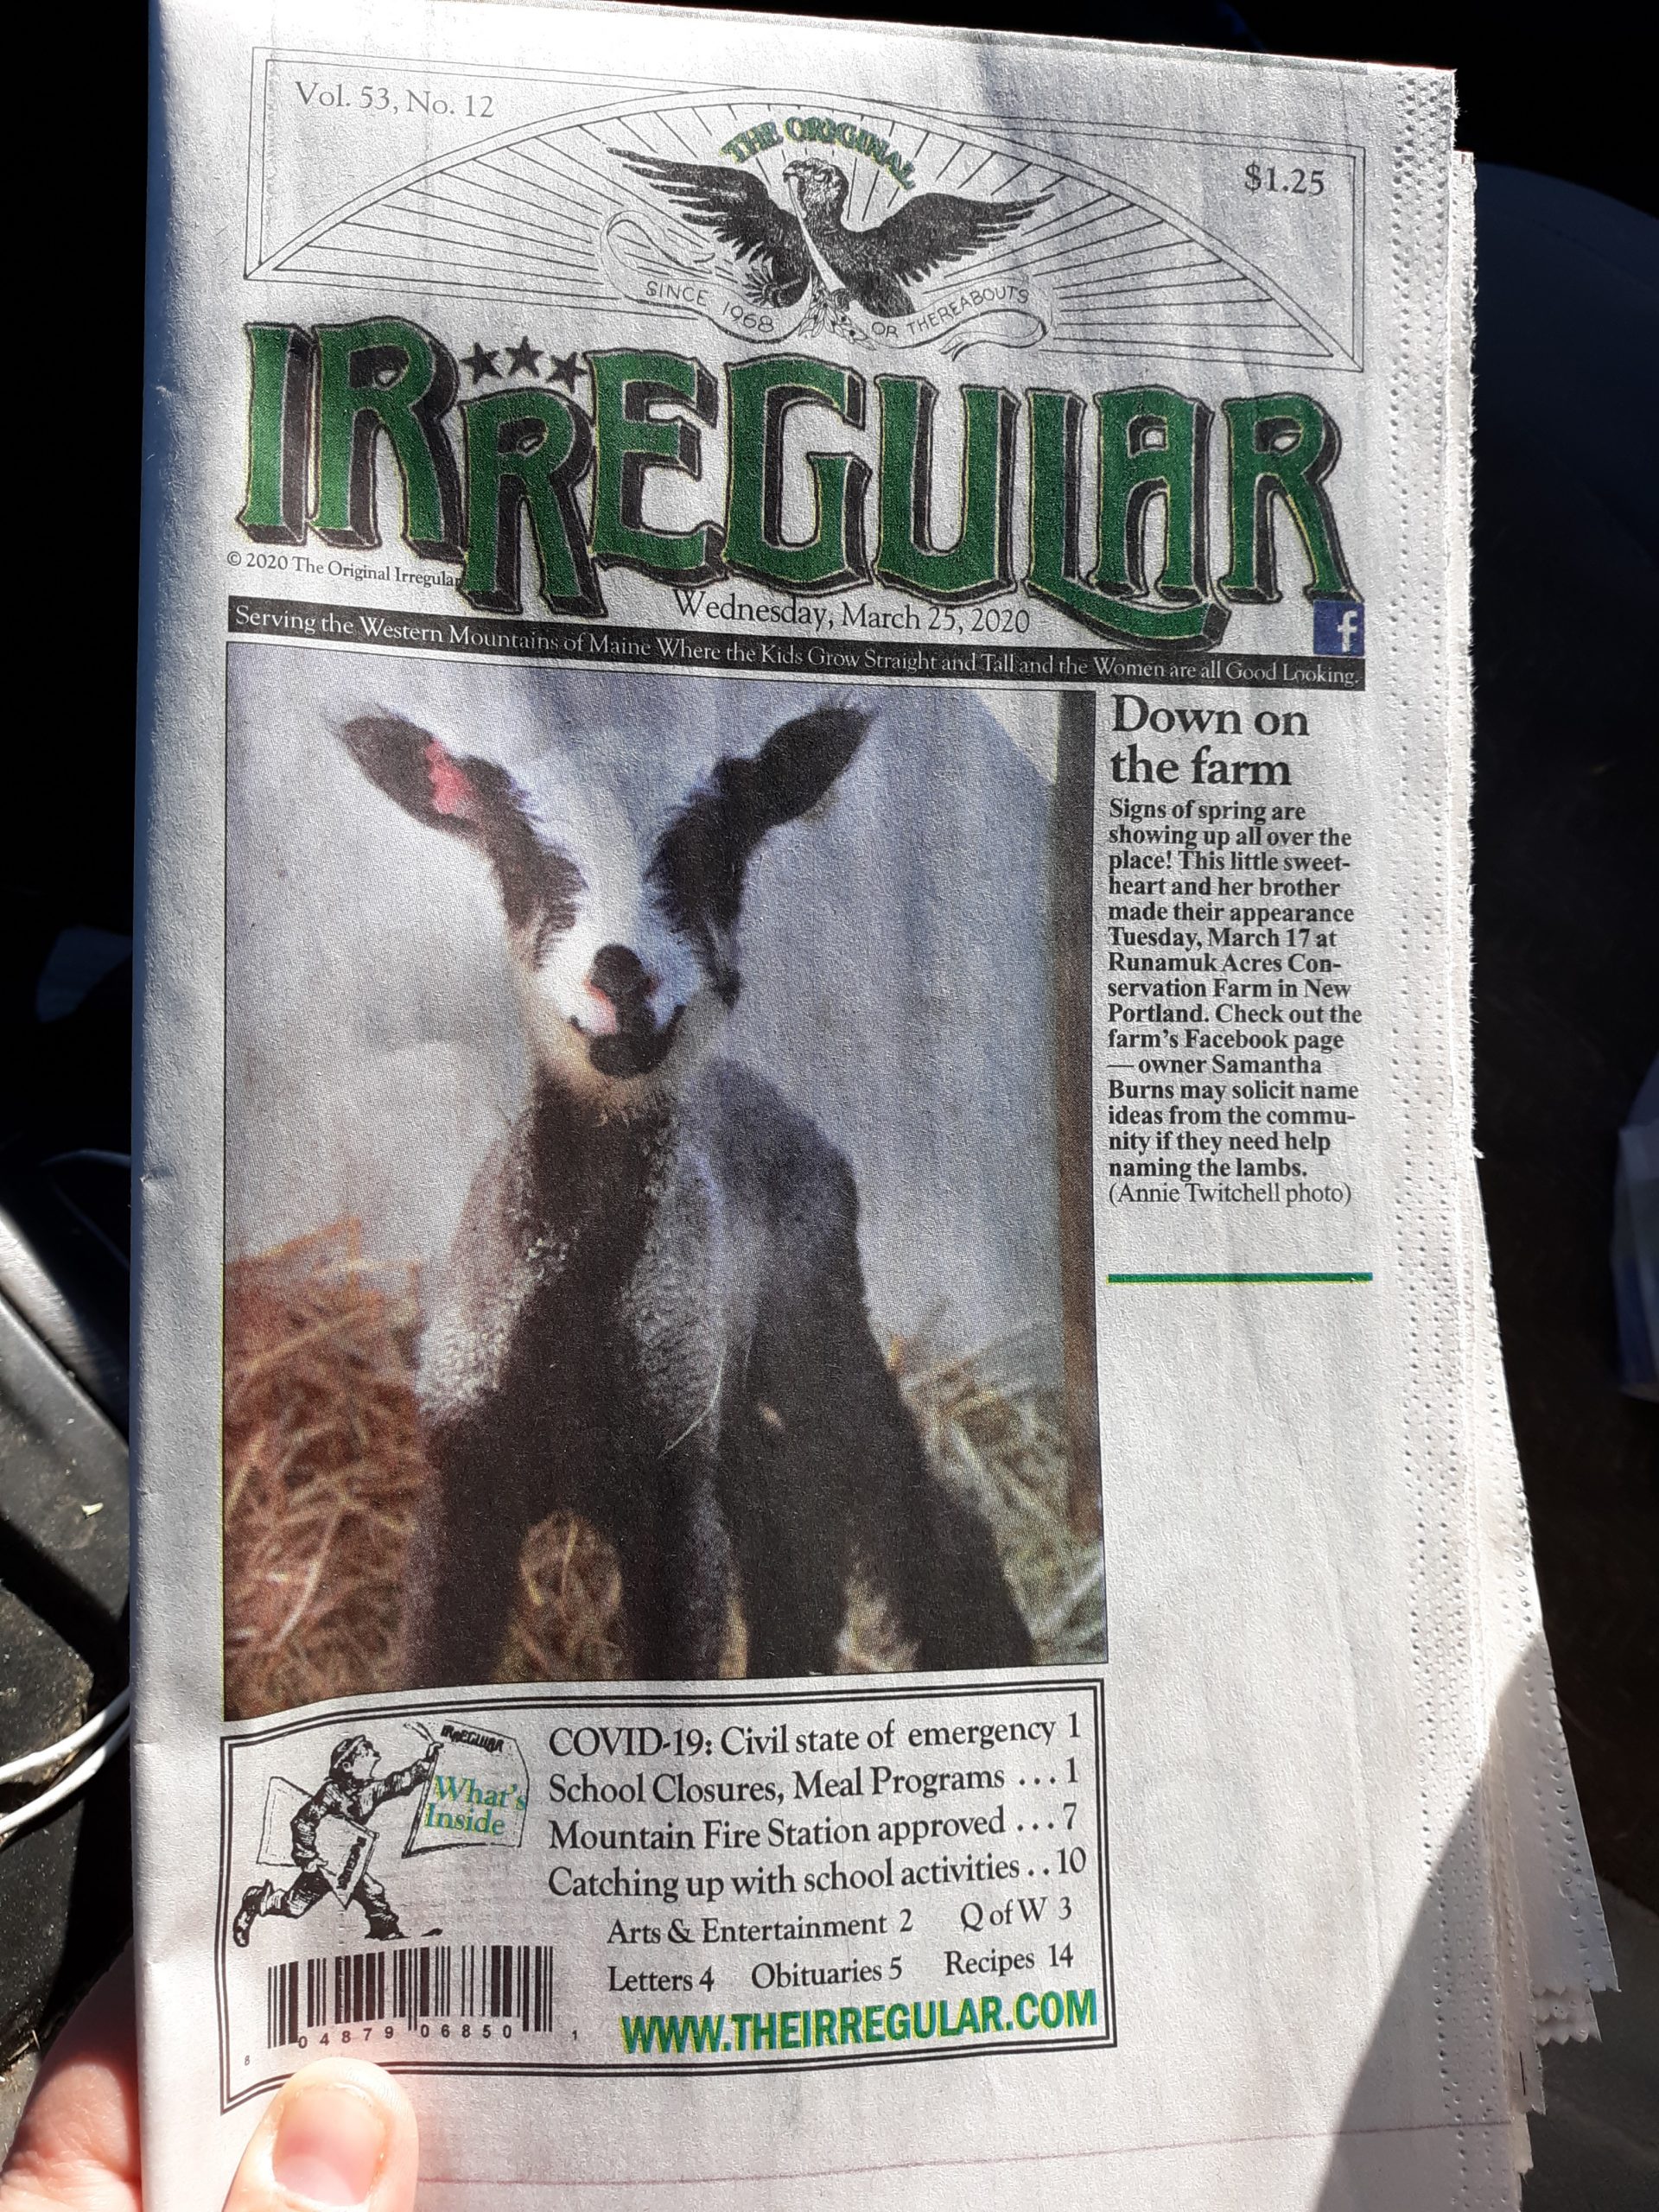 Vol. 53, No. 12
$1.25
THE ORIGINAL
SINCE 1968 OR THEREABOUTS
IRREGULAR
© 2020 The Original Irregular
Wednesday, March 25, 2020
f
Serving the Western Mountains of Maine Where the Kids Grow Straight and Tall and the Women are all Good Looking.
Down on
the farm
Signs of spring are
showing up all over the
place! This little sweet-
heart and her brother
made their appearance
Tuesday, March 17 at
Runamuk Acres Con-
servation Farm in New
Portland. Check out the
farm's Facebook page
— owner Samantha
Burns may solicit name
ideas from the commu-
nity if they need help
naming the lambs.
(Annie Twitchell photo)
IRREGULAR
What's
Inside
IRREGULAR
COVID-19: Civil state of emergency 1
School Closures, Meal Programs ... 1
Mountain Fire Station approved ... 7
Catching up with school activities .. 10
Arts & Entertainment 2 Q of W 3
Letters 4 Obituaries 5 Recipes 14
WWW.THEIRREGULAR.COM
8 04879 06850 1